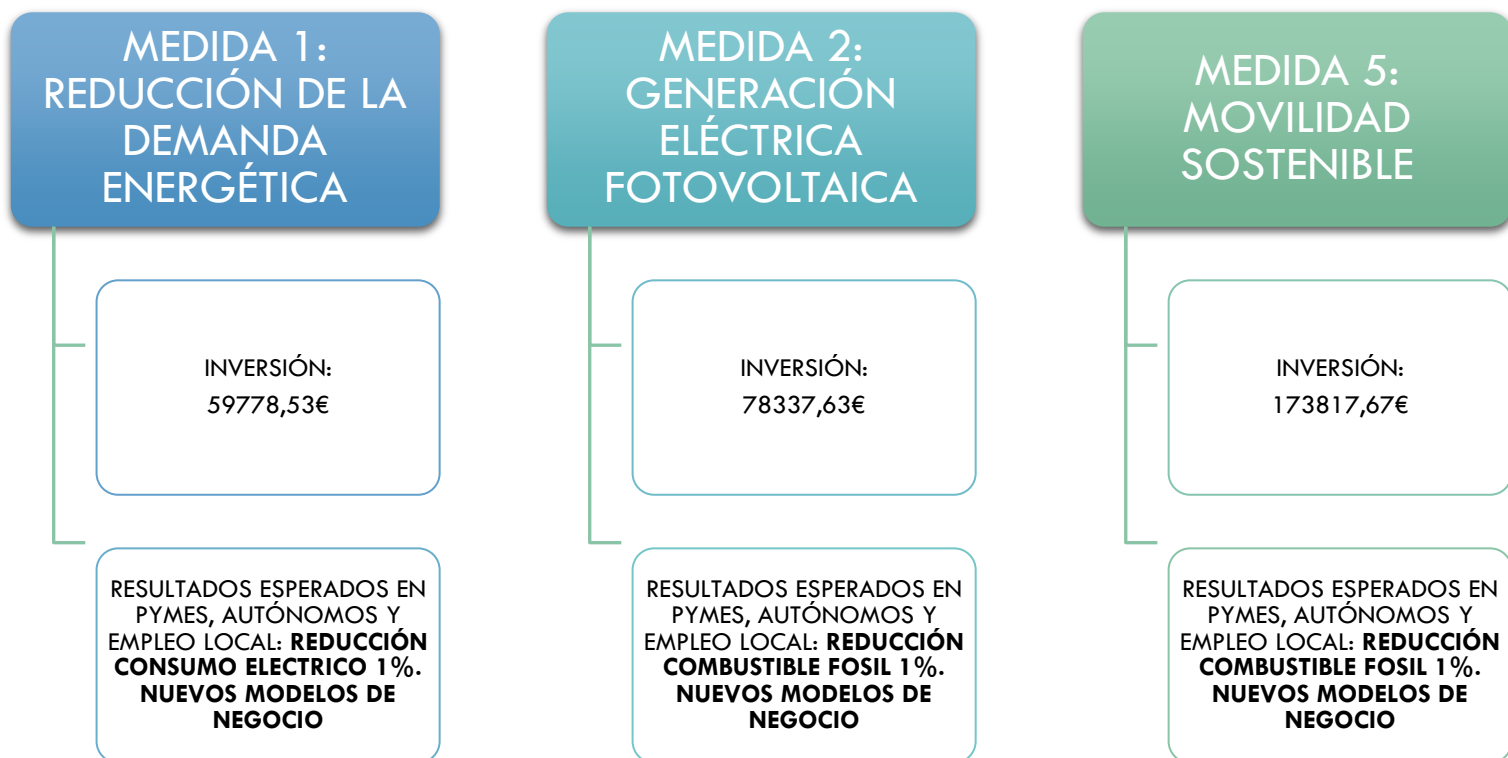 MEDIDA 1:
REDUCCIÓN DE LA
DEMANDA
ENERGÉTICA
INVERSIÓN:
59778,53€
RESULTADOS ESPERADOS EN
PYMES, AUTÓNOMOS Y
EMPLEO LOCAL: REDUCCIÓN
CONSUMO ELECTRICO 1%.
NUEVOS MODELOS DE
NEGOCIO
MEDIDA 2:
GENERACIÓN
ELÉCTRICA
FOTOVOLTAICA
INVERSIÓN:
78337,63€
RESULTADOS ESPERADOS EN
PYMES, AUTÓNOMOS Y
EMPLEO LOCAL: REDUCCIÓN
COMBUSTIBLE FOSIL 1%.
NUEVOS MODELOS DE
NEGOCIO
MEDIDA 5:
MOVILIDAD
SOSTENIBLE
INVERSIÓN:
173817,67€
RESULTADOS ESPERADOS EN
PYMES, AUTÓNOMOS Y
EMPLEO LOCAL: REDUCCIÓN
COMBUSTIBLE FOSIL 1%.
NUEVOS MODELOS DE
NEGOCIO